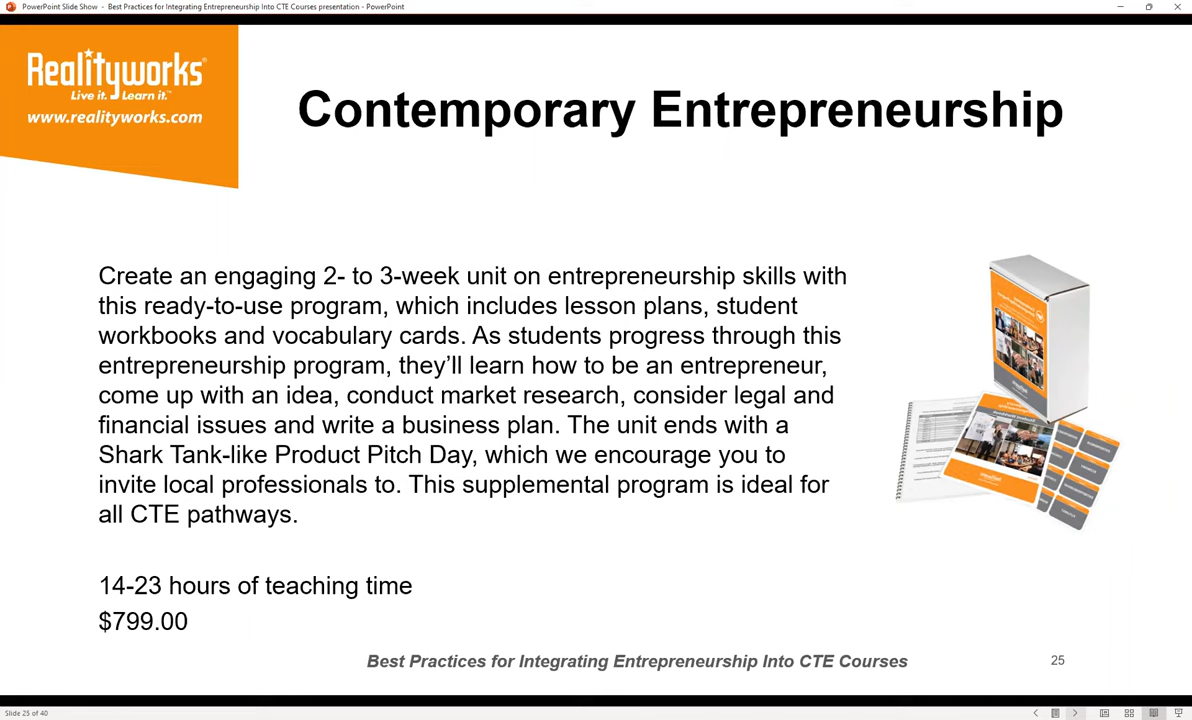 PowerPoint Slide Show - Best Practices for Integrating Entrepreneurship Into CTE Courses presentation - PowerPoint
Realityworks®
Live it. Learn it.™
www.realityworks.com
Contemporary Entrepreneurship
Create an engaging 2- to 3-week unit on entrepreneurship skills with
this ready-to-use program, which includes lesson plans, student
workbooks and vocabulary cards. As students progress through this
entrepreneurship program, they’ll learn how to be an entrepreneur,
come up with an idea, conduct market research, consider legal and
financial issues and write a business plan. The unit ends with a
Shark Tank-like Product Pitch Day, which we encourage you to
invite local professionals to. This supplemental program is ideal for
all CTE pathways.
14-23 hours of teaching time
$799.00
Best Practices for Integrating Entrepreneurship Into CTE Courses
25
Slide 25 of 40